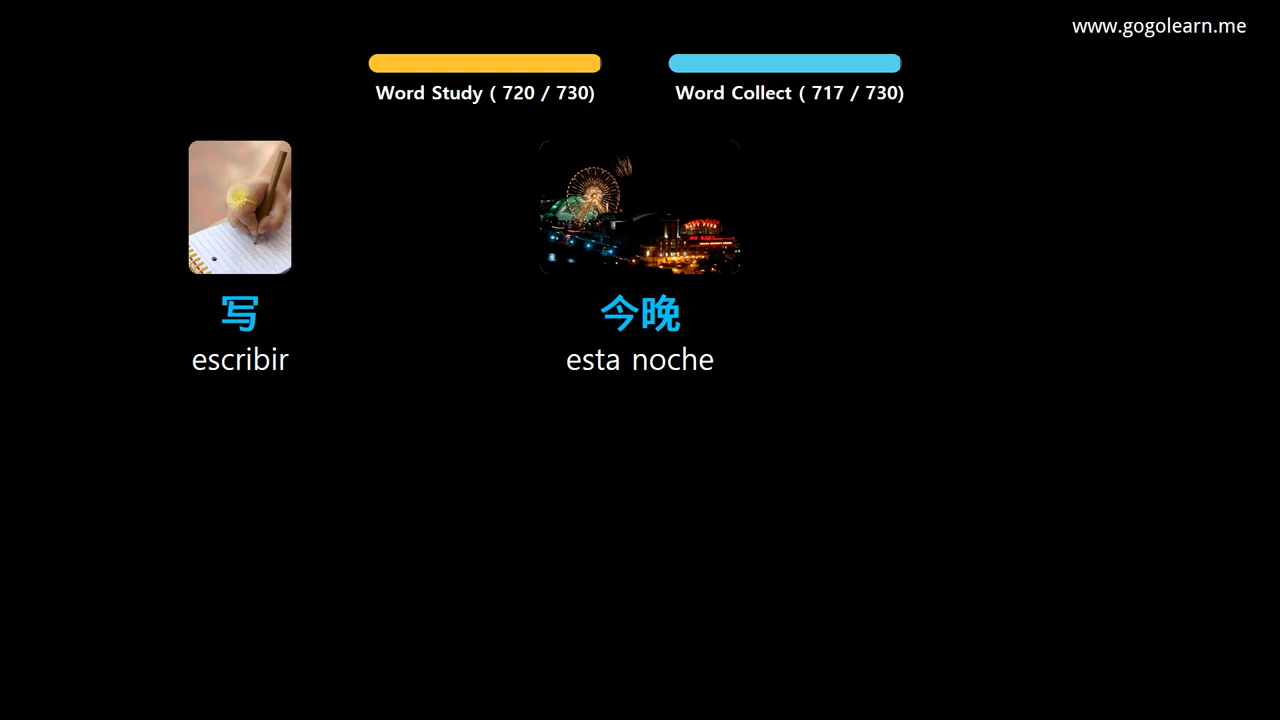 www.gogolearn.me
Word Study ( 720 / 730)
Word Collect ( 717 / 730)
写
escribir
今晚
esta noche